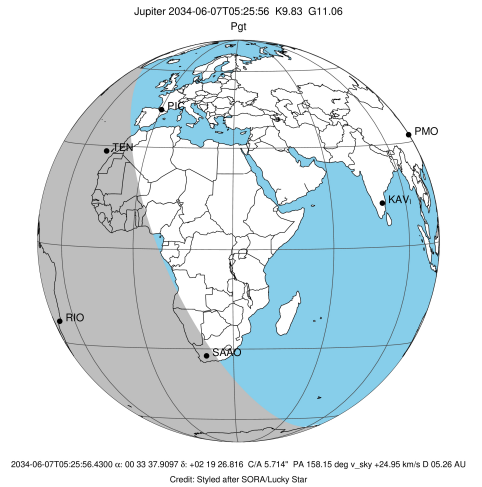 Jupiter 2034-06-07T05:25:56 K9.83 G11.06
Pgt
PIC
TEN
PMO
KAV
RIO
SAAO
2034-06-07T05:25:56.4300 α: 00 33 37.9097 δ: +02 19 26.816 C/A 5.714" PA 158.15 deg v_sky +24.95 km/s D 05.26 AU
Credit: Styled after SORA/Lucky Star